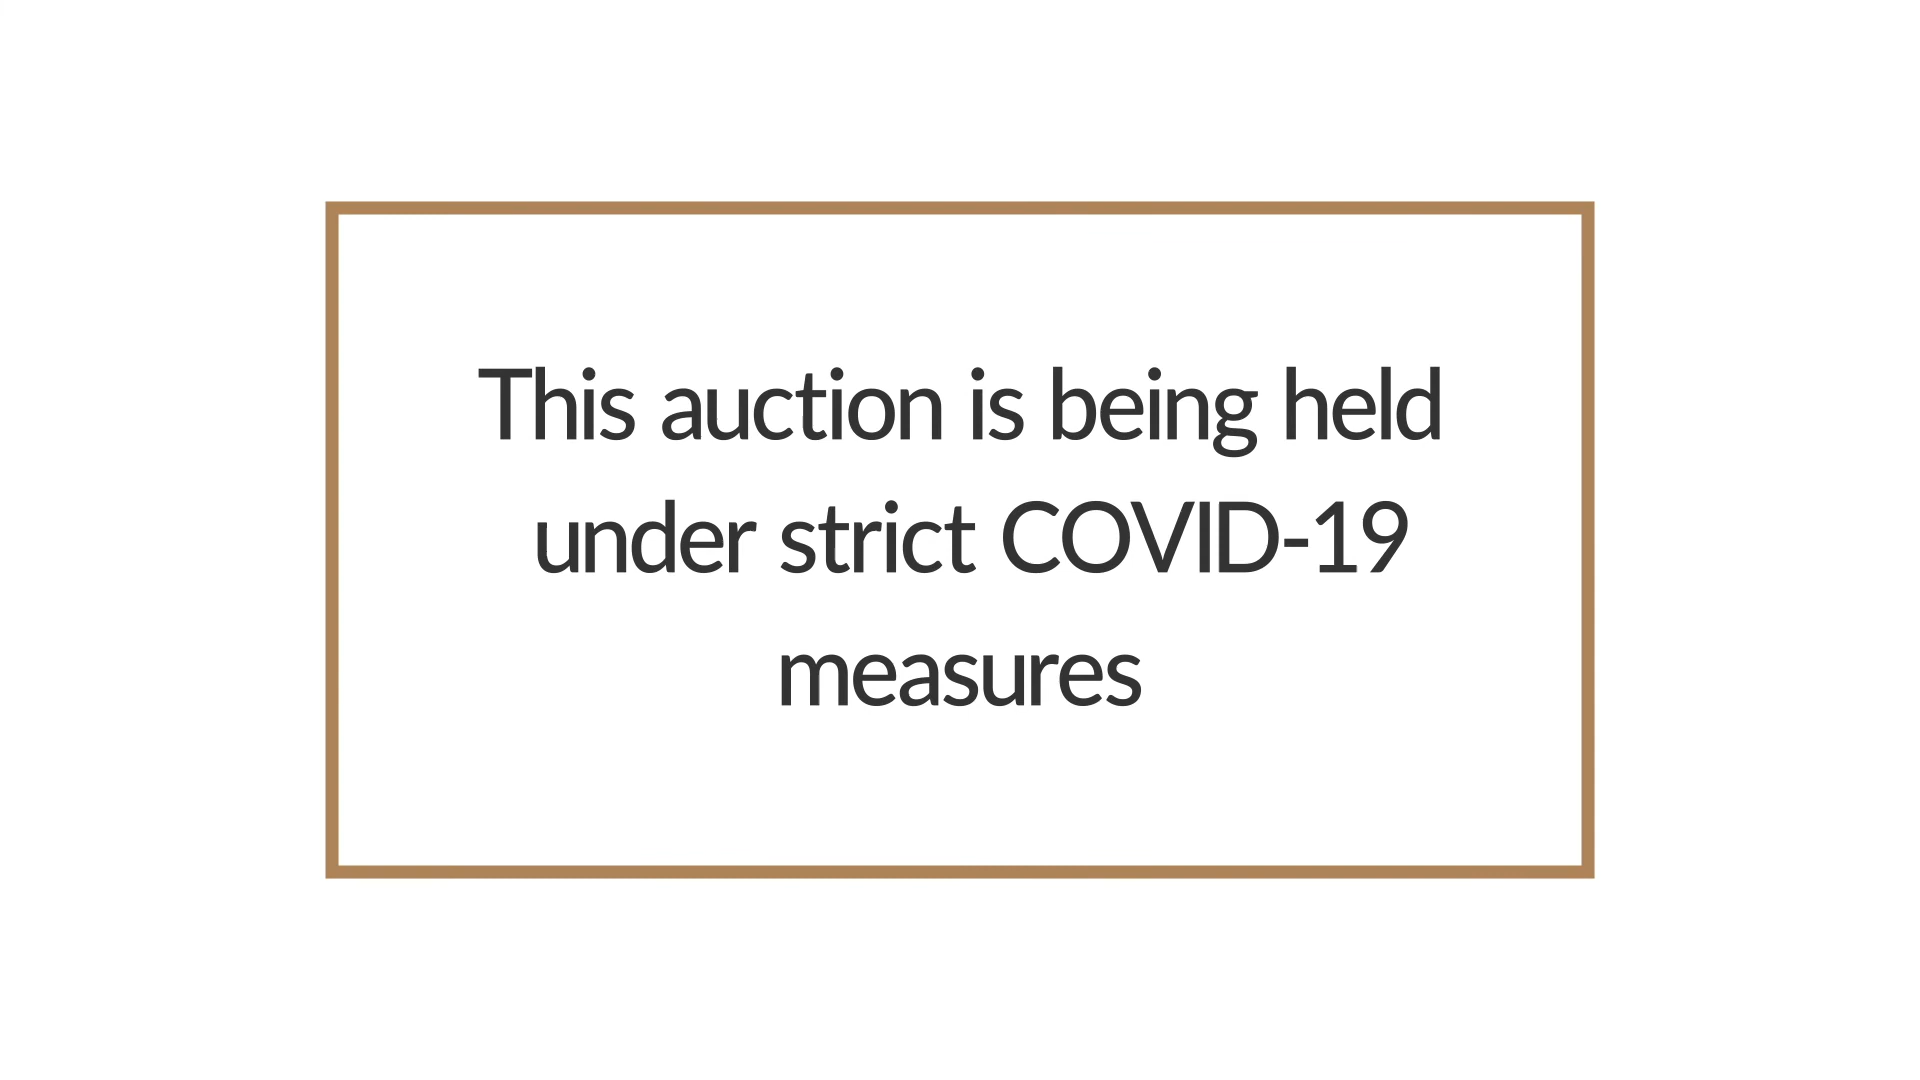 This auction is being held
under strict COVID-19
measures